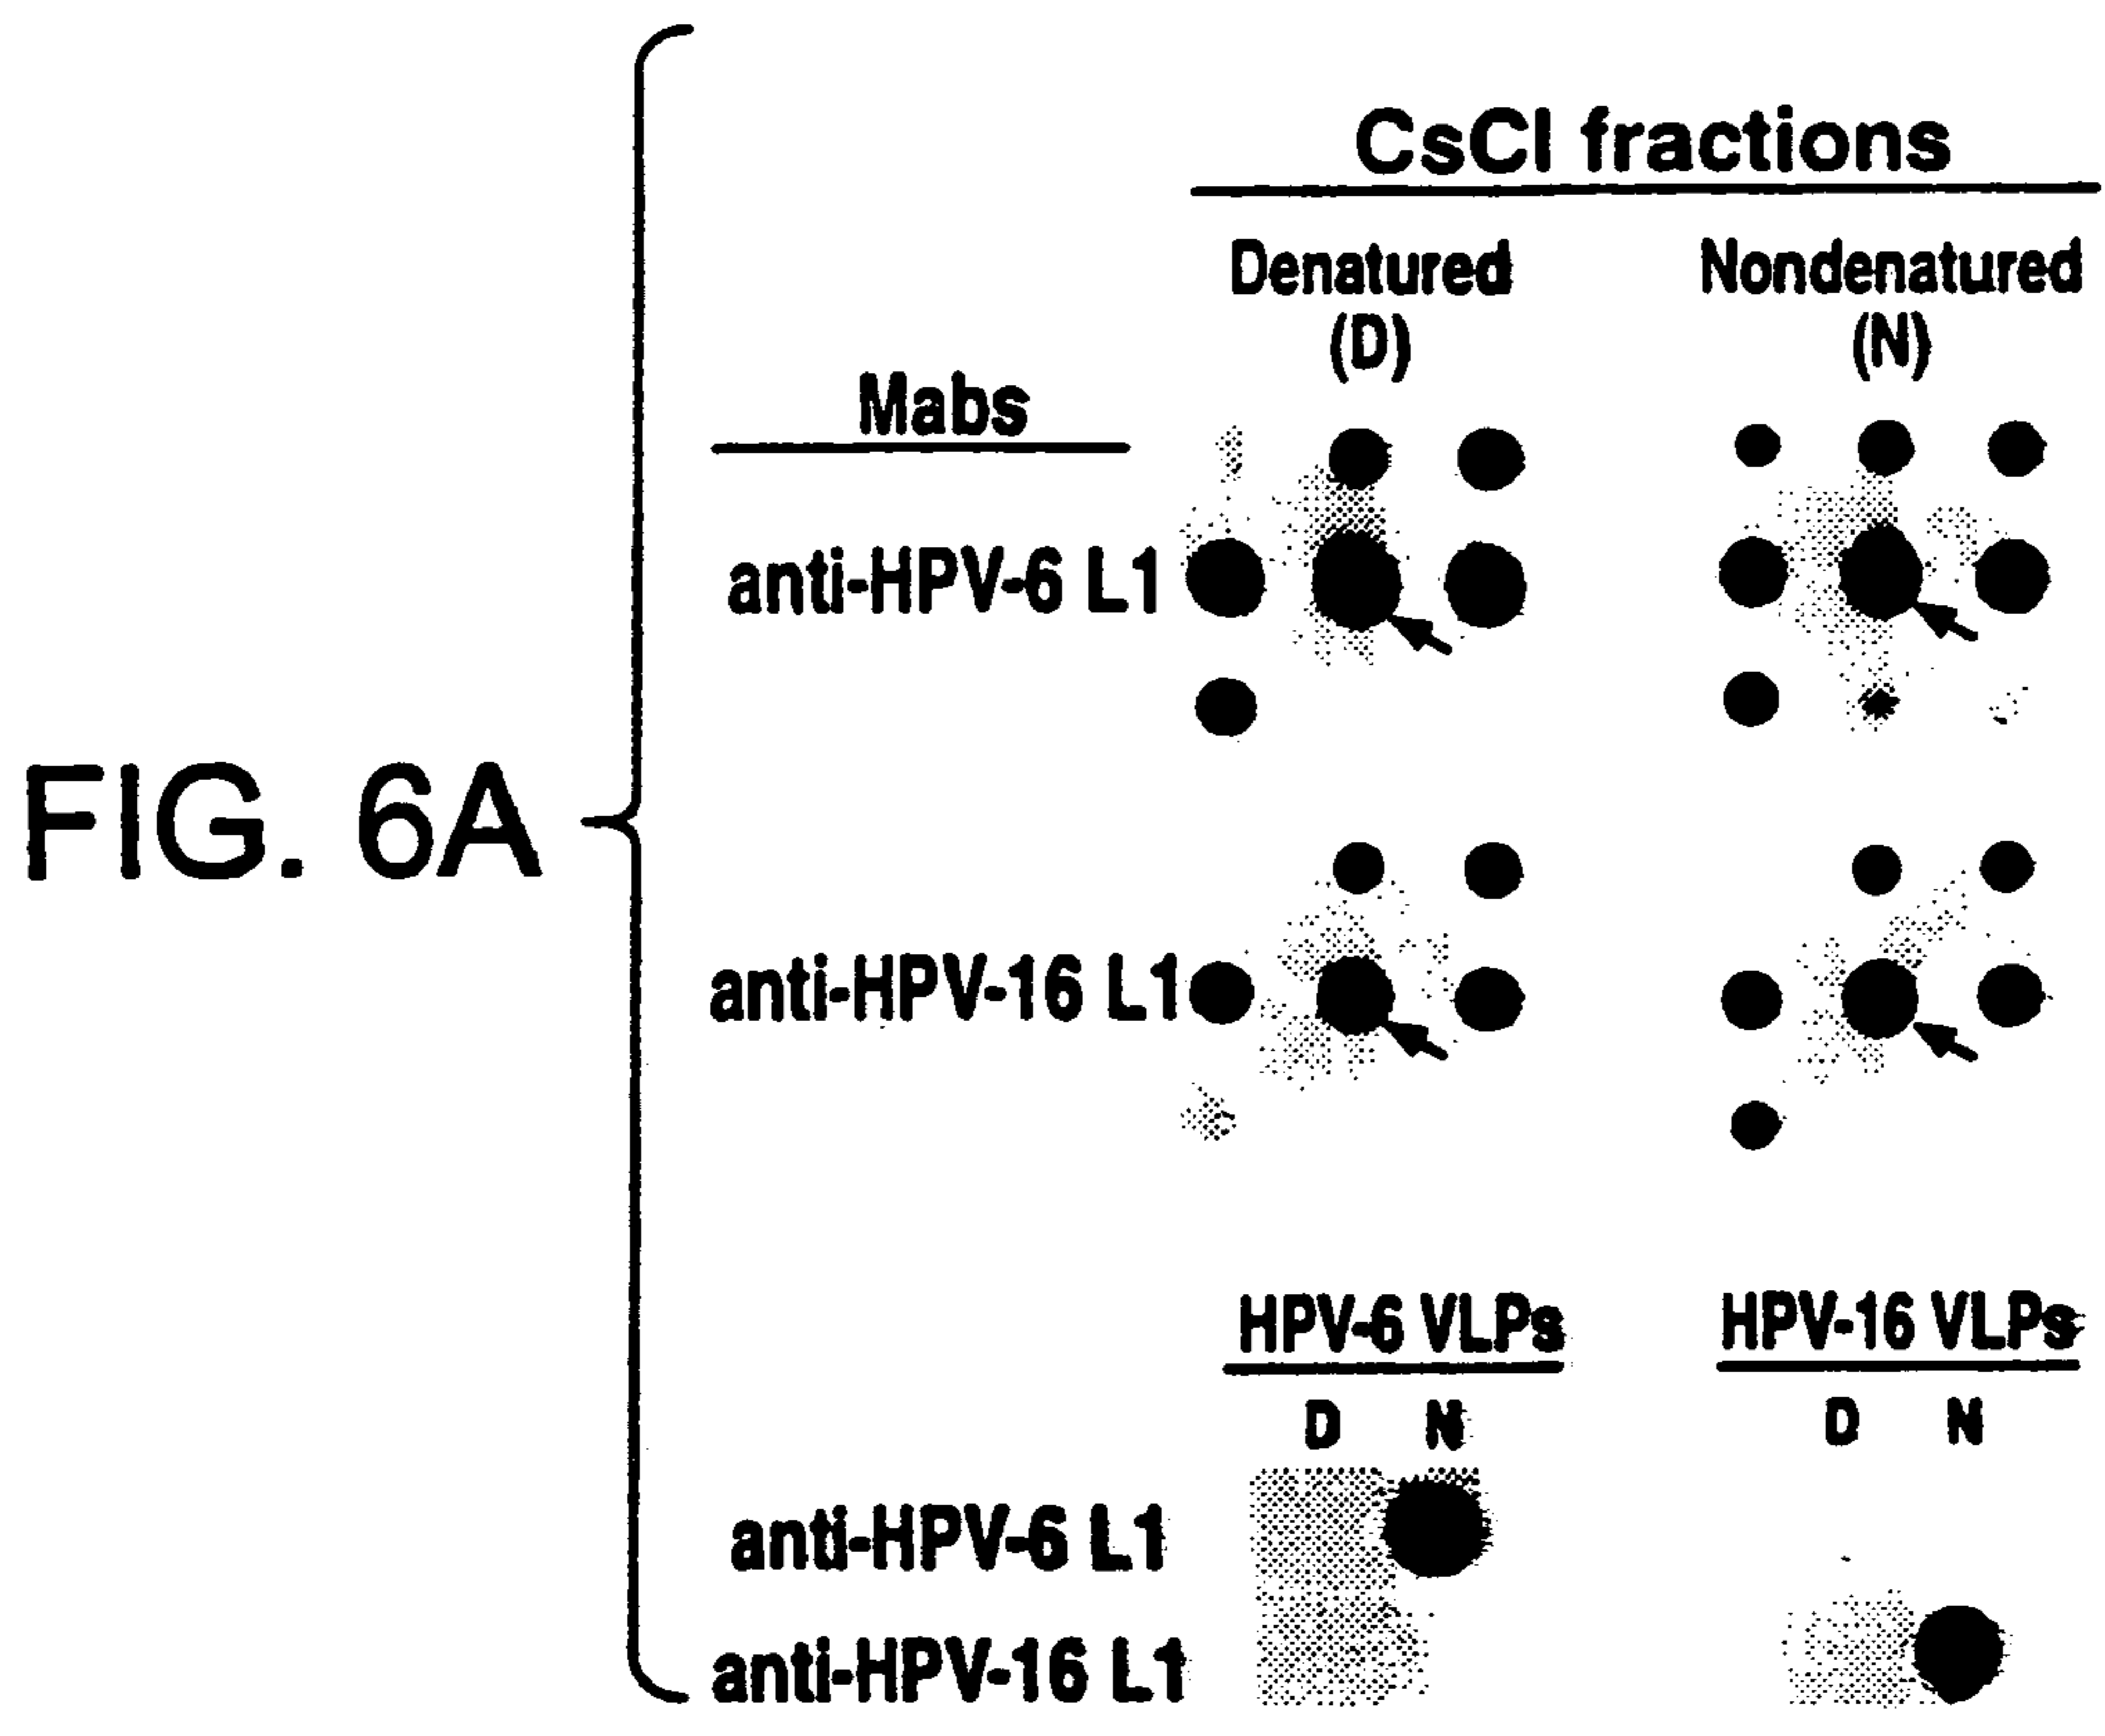 CsCl fractions
Denatured Nondenatured
(D) (N)
Mabs
anti-HPV-6 L1
FIG. 6A
anti-HPV-16 L1
HPV-6 VLPs HPV-16 VLPs
D N D N
anti-HPV-6 L1
anti-HPV-16 L1